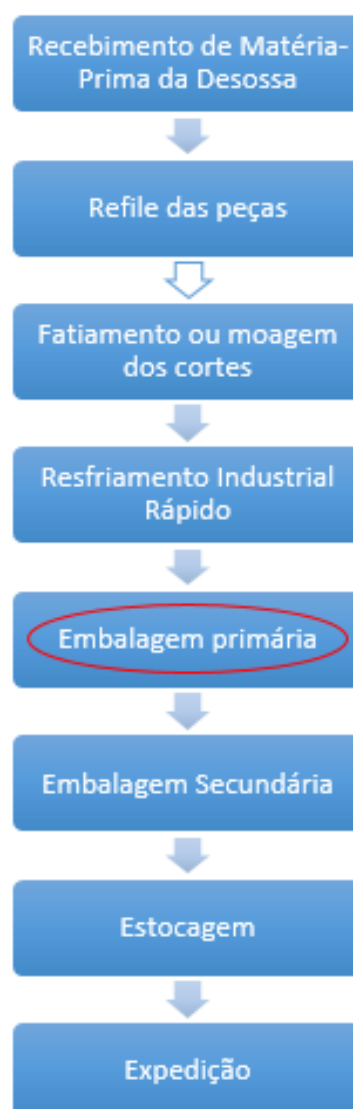 Recebimento de Matéria-
Prima da Desossa
Refile das peças
Fatiamento ou moagem
dos cortes
Resfriamento Industrial
Rápido
Embalagem primária
Embalagem Secundária
Estocagem
Expedição